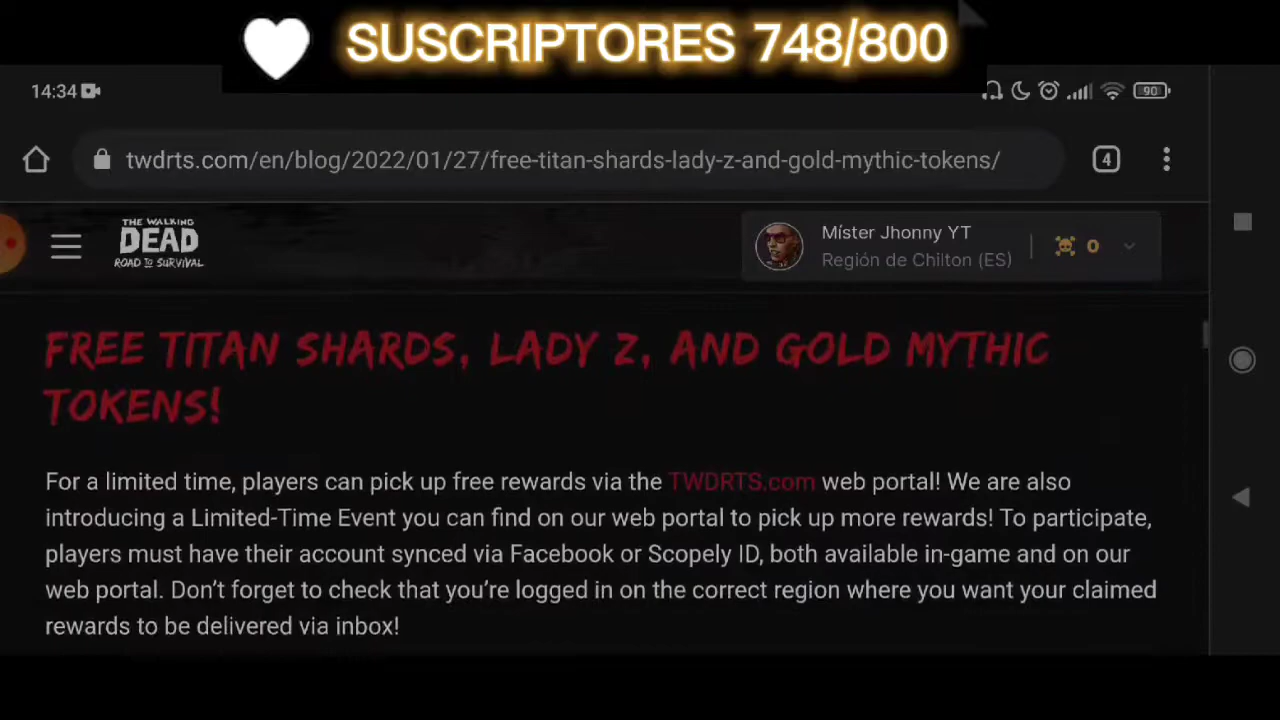 SUSCRIPTORES 748/800
14:34
90
twdrts.com/en/blog/2022/01/27/free-titan-shards-lady-z-and-gold-mythic-tokens/
4
THE WALKING
DEAD
ROAD TO SURVIVAL
Míster Jhonny YT
Región de Chilton (ES)
0
FREE TITAN SHARDS, LADY Z, AND GOLD MYTHIC
TOKENS!
For a limited time, players can pick up free rewards via the TWDRTS.com web portal! We are also
introducing a Limited-Time Event you can find on our web portal to pick up more rewards! To participate,
players must have their account synced via Facebook or Scopely ID, both available in-game and on our
web portal. Don’t forget to check that you’re logged in on the correct region where you want your claimed
rewards to be delivered via inbox!